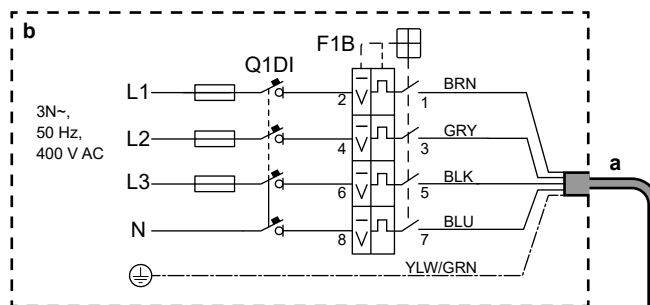 b
F1B
Q1DI
3N~,
50 Hz,
400 V AC
L1
2
1
BRN
L2
4
3
GRY
L3
6
5
BLK
N
8
7
BLU
YLW/GRN
a